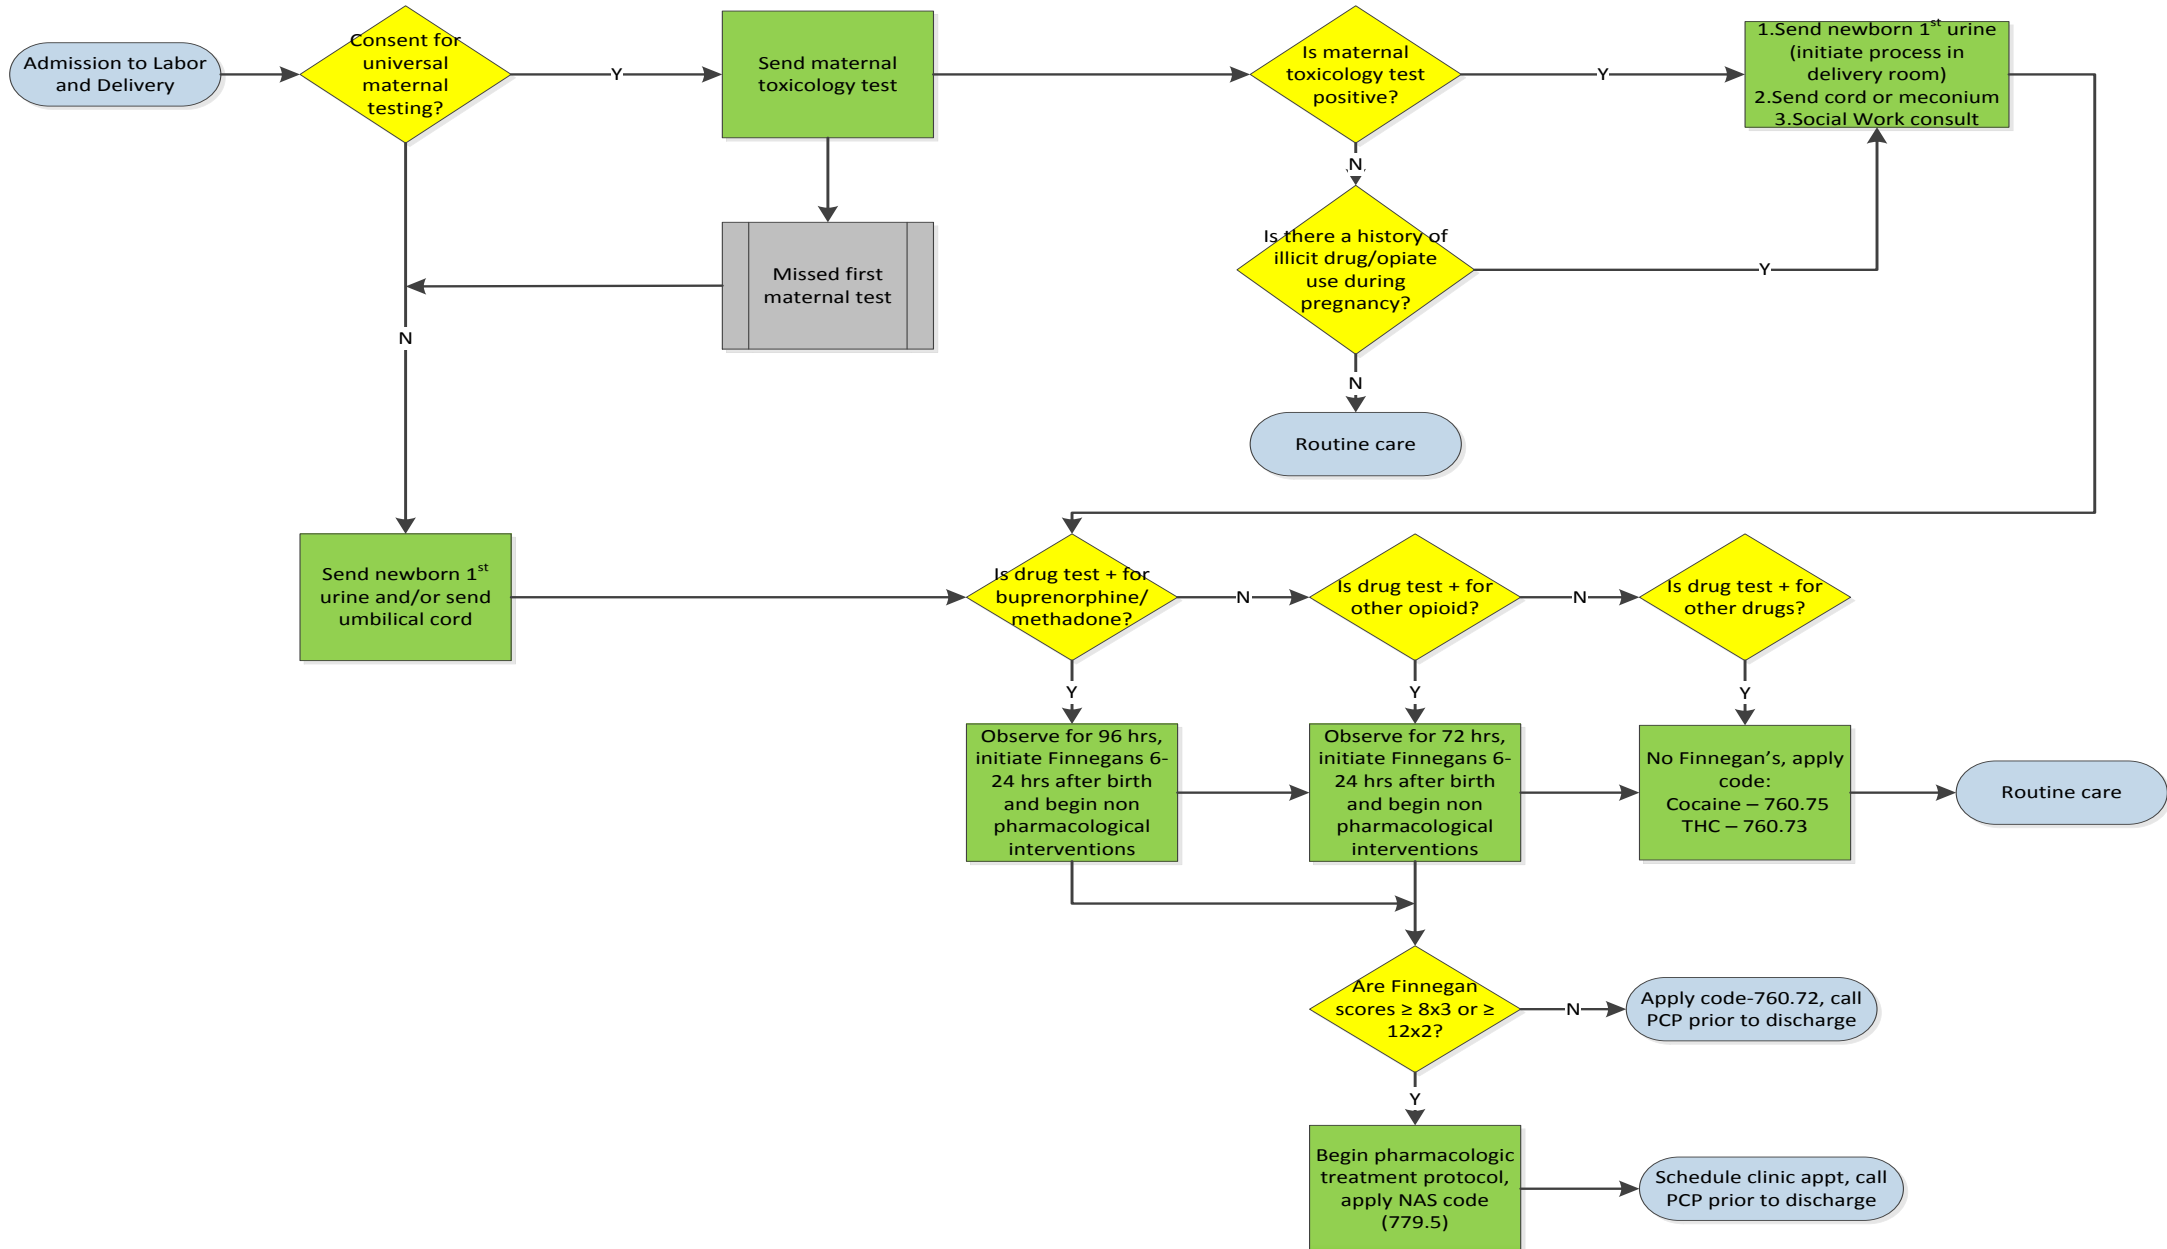 Admission to Labor
and Delivery
Consent for
universal
maternal
testing?
Y
Send maternal
toxicology test
Is maternal
toxicology test
positive?
Y
1.Send newborn 1st urine
(initiate process in
delivery room)
2.Send cord or meconium
3.Social Work consult
N
Missed first
maternal test
Is there a history of
illicit drug/opiate
use during
pregnancy?
Y
N
N
Routine care
Send newborn 1st
urine and/or send
umbilical cord
Is drug test + for
buprenorphine/
methadone?
N
Is drug test + for
other opioid?
N
Is drug test + for
other drugs?
Y
Y
Y
Observe for 96 hrs,
initiate Finnegans 6-
24 hrs after birth
and begin non
pharmacological
interventions
Observe for 72 hrs,
initiate Finnegans 6-
24 hrs after birth
and begin non
pharmacological
interventions
No Finnegan’s, apply
code:
Cocaine – 760.75
THC – 760.73
Routine care
Are Finnegan
scores ≥ 8x3 or ≥
12x2?
N
Apply code-760.72, call
PCP prior to discharge
Y
Begin pharmacologic
treatment protocol,
apply NAS code
(779.5)
Schedule clinic appt, call
PCP prior to discharge